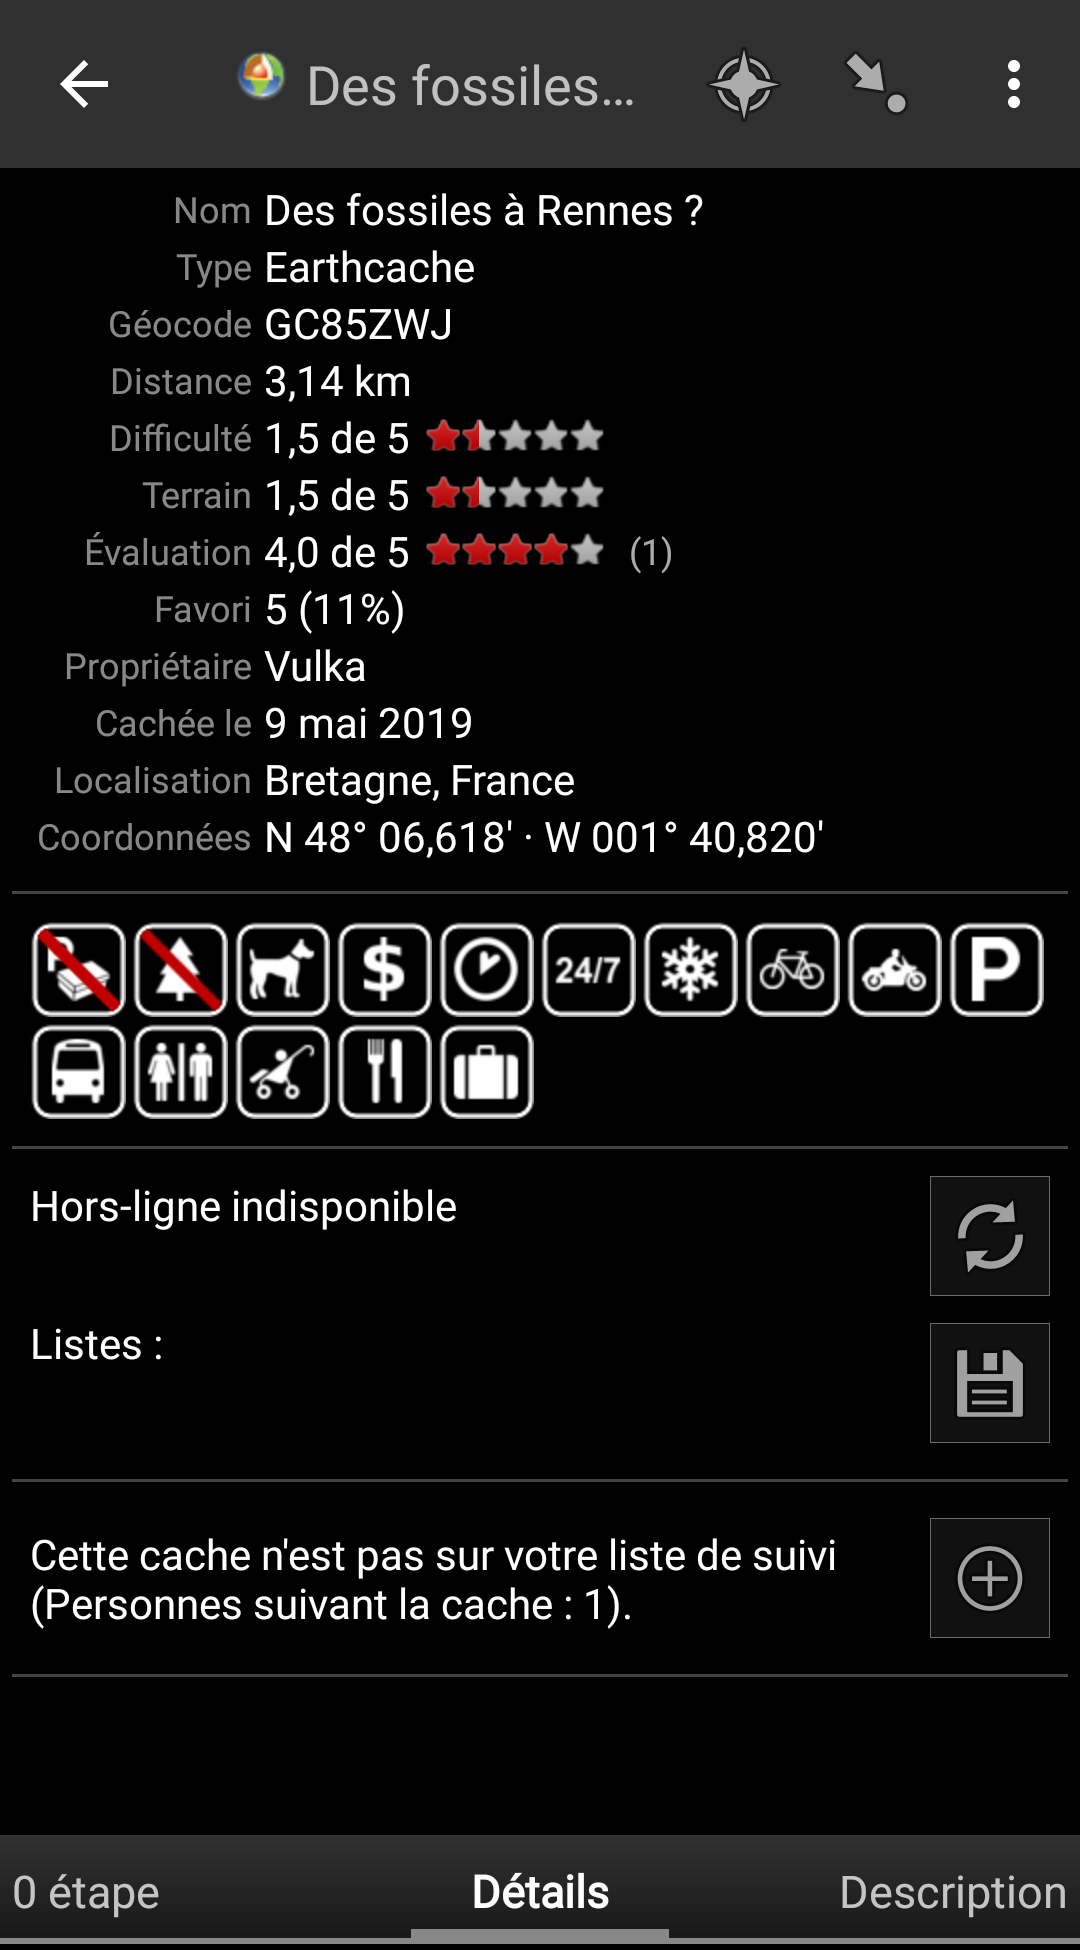 Des fossiles...
Nom Des fossiles à Rennes ?
Type Earthcache
Géocode GC85ZWJ
Distance 3,14 km
Difficulté 1,5 de 5
Terrain 1,5 de 5
Évaluation 4,0 de 5 (1)
Favori 5 (11%)
Propriétaire Vulka
Cachée le 9 mai 2019
Localisation Bretagne, France
Coordonnées N 48° 06,618' · W 001° 40,820'
$ 24/7 P
Hors-ligne indisponible
Listes :
Cette cache n'est pas sur votre liste de suivi
(Personnes suivant la cache : 1).
0 étape Détails Description